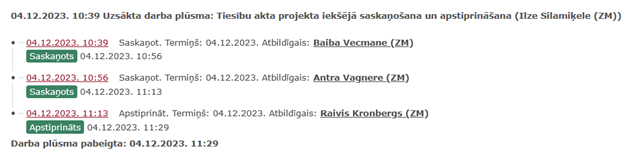 04.12.2023. 10:39 Uzsākta darba plūsma: Tiesību akta projekta iekšējā saskaņošana un apstiprināšana (Ilze Silamiķele (ZM))
04.12.2023. 10:39 Saskaņot. Termiņš: 04.12.2023. Atbildīgais: Baiba Vecmane (ZM)
Saskaņots 04.12.2023. 10:56
04.12.2023. 10:56 Saskaņot. Termiņš: 04.12.2023. Atbildīgais: Antra Vagnere (ZM)
Saskaņots 04.12.2023. 11:13
04.12.2023. 11:13 Apstiprināt. Termiņš: 04.12.2023. Atbildīgais: Raivis Kronbergs (ZM)
Apstiprināts 04.12.2023. 11:29
Darba plūsma pabeigta: 04.12.2023. 11:29